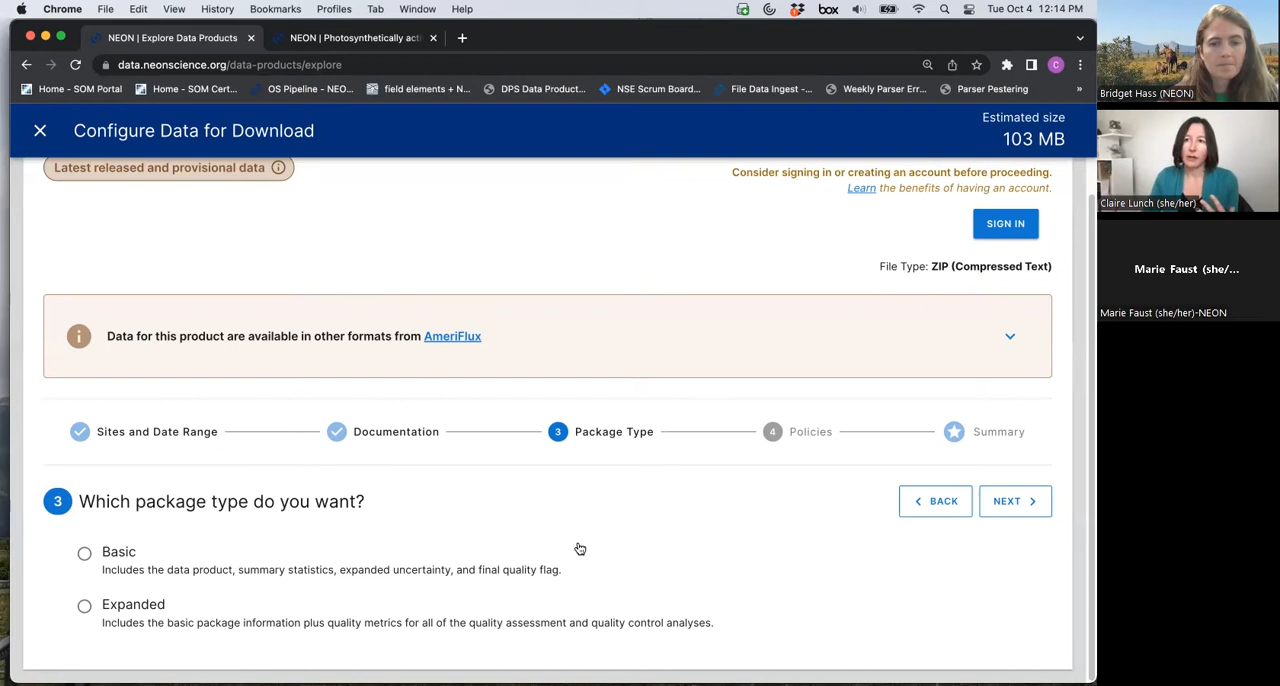 Chrome File Edit View History Bookmarks Profiles Tab Window Help box Tue Oct 4 12:14 PM
NEON | Explore Data Products NEON | Photosynthetically acti
data.neonscience.org/data-products/explore
Home - SOM Portal Home - SOM Cert... OS Pipeline - NEO... field elements + N... DPS Data Product... NSE Scrum Board... File Data Ingest -... Weekly Parser Err... Parser Pestering »
Configure Data for Download
Estimated size
103 MB
Latest released and provisional data
Consider signing in or creating an account before proceeding.
Learn the benefits of having an account.
SIGN IN
File Type: ZIP (Compressed Text)
Data for this product are available in other formats from AmeriFlux
Sites and Date Range Documentation 3 Package Type 4 Policies Summary
3 Which package type do you want?
BACK NEXT
Basic
Includes the data product, summary statistics, expanded uncertainty, and final quality flag.
Expanded
Includes the basic package information plus quality metrics for all of the quality assessment and quality control analyses.
Bridget Hass (NEON)
Claire Lunch (she/her)
Marie Faust (she/...
Marie Faust (she/her)-NEON